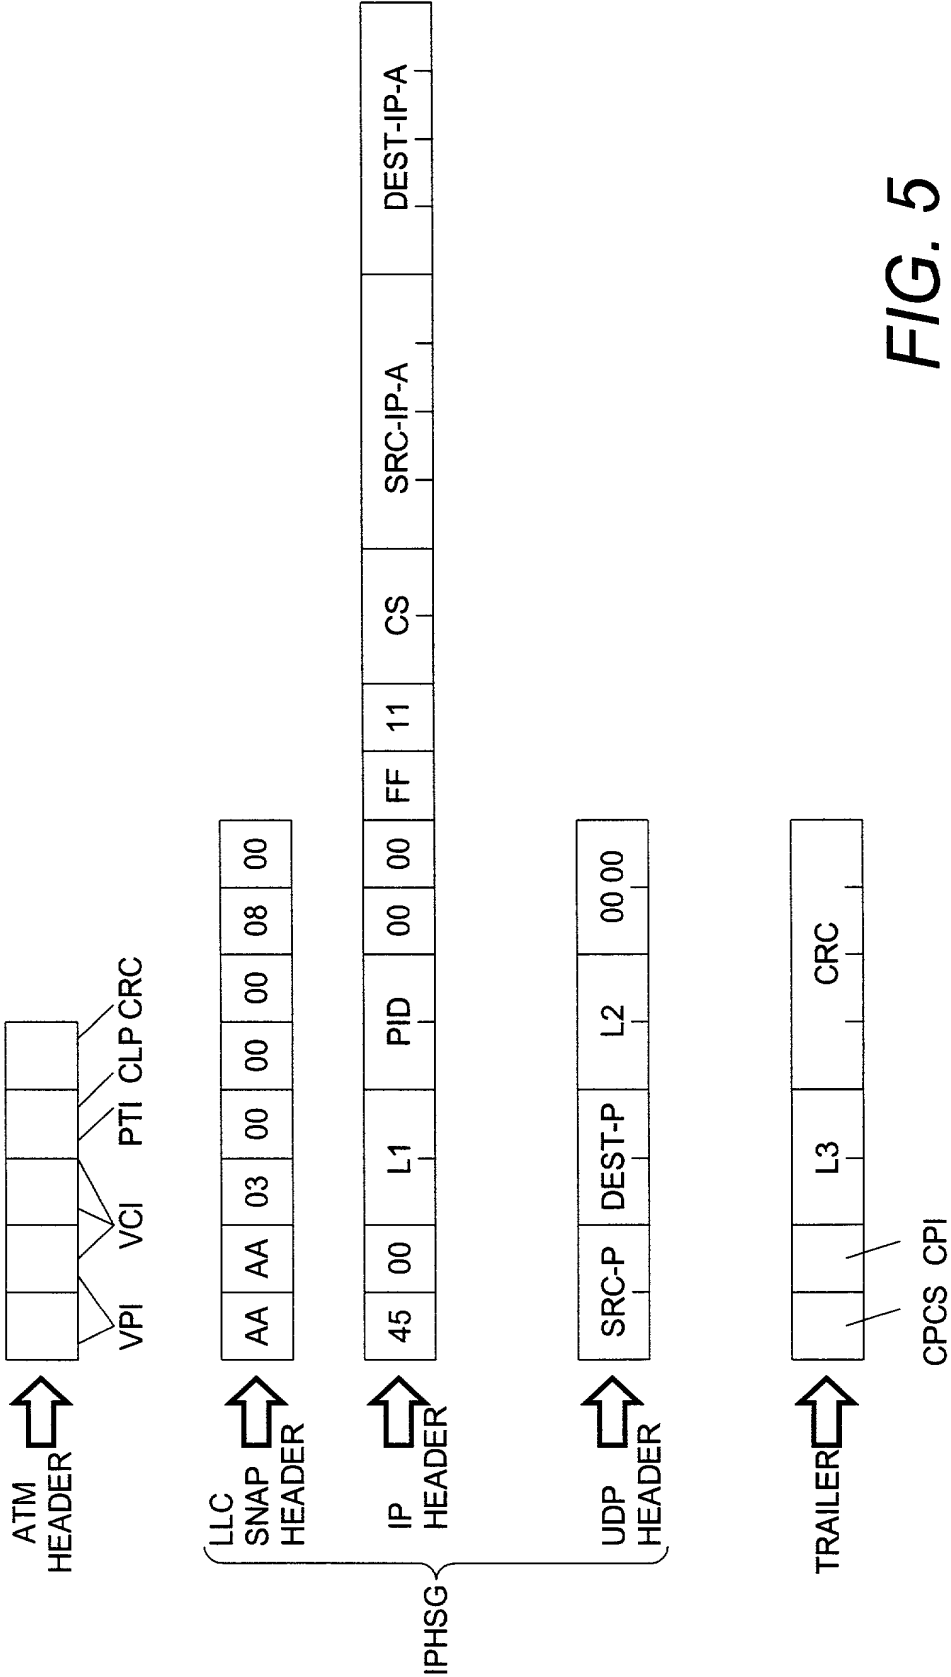 ATM
HEADER
VPI
VCI
PTI
CLP
CRC
IPHSG
LLC
SNAP
HEADER
AA AA 03 00 00 00 08 00
IP
HEADER
45 00 L1 PID 00 00 FF 11 CS SRC-IP-A DEST-IP-A
UDP
HEADER
SRC-P DEST-P L2 00 00
TRAILER
L3 CRC
CPCS CPI
FIG. 5